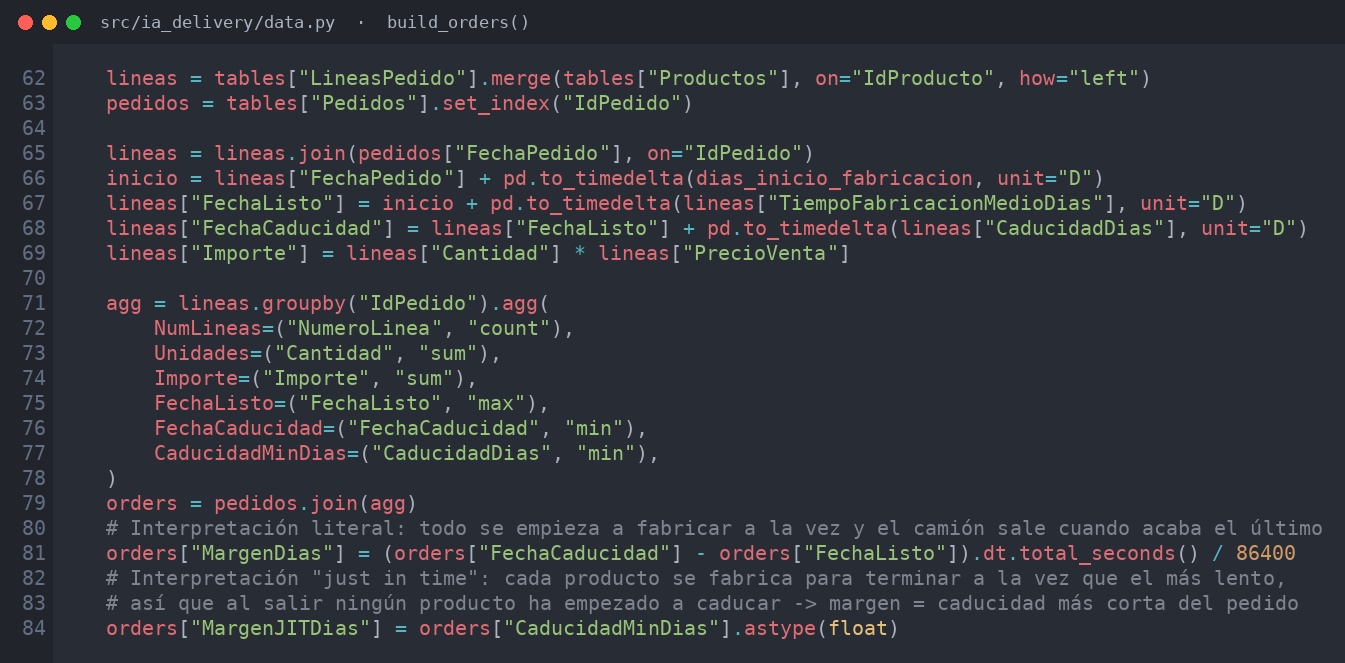 src/ia_delivery/data.py · build_orders()
62 lineas = tables["LineasPedido"].merge(tables["Productos"], on="IdProducto", how="left")
63 pedidos = tables["Pedidos"].set_index("IdPedido")
64
65 lineas = lineas.join(pedidos["FechaPedido"], on="IdPedido")
66 inicio = lineas["FechaPedido"] + pd.to_timedelta(dias_inicio_fabricacion, unit="D")
67 lineas["FechaListo"] = inicio + pd.to_timedelta(lineas["TiempoFabricacionMedioDias"], unit="D")
68 lineas["FechaCaducidad"] = lineas["FechaListo"] + pd.to_timedelta(lineas["CaducidadDias"], unit="D")
69 lineas["Importe"] = lineas["Cantidad"] * lineas["PrecioVenta"]
70
71 agg = lineas.groupby("IdPedido").agg(
72     NumLineas=("NumeroLinea", "count"),
73     Unidades=("Cantidad", "sum"),
74     Importe=("Importe", "sum"),
75     FechaListo=("FechaListo", "max"),
76     FechaCaducidad=("FechaCaducidad", "min"),
77     CaducidadMinDias=("CaducidadDias", "min"),
78 )
79 orders = pedidos.join(agg)
80 # Interpretación literal: todo se empieza a fabricar a la vez y el camión sale cuando acaba el último
81 orders["MargenDias"] = (orders["FechaCaducidad"] - orders["FechaListo"]).dt.total_seconds() / 86400
82 # Interpretación "just in time": cada producto se fabrica para terminar a la vez que el más lento,
83 # así que al salir ningún producto ha empezado a caducar -> margen = caducidad más corta del pedido
84 orders["MargenJITDias"] = orders["CaducidadMinDias"].astype(float)